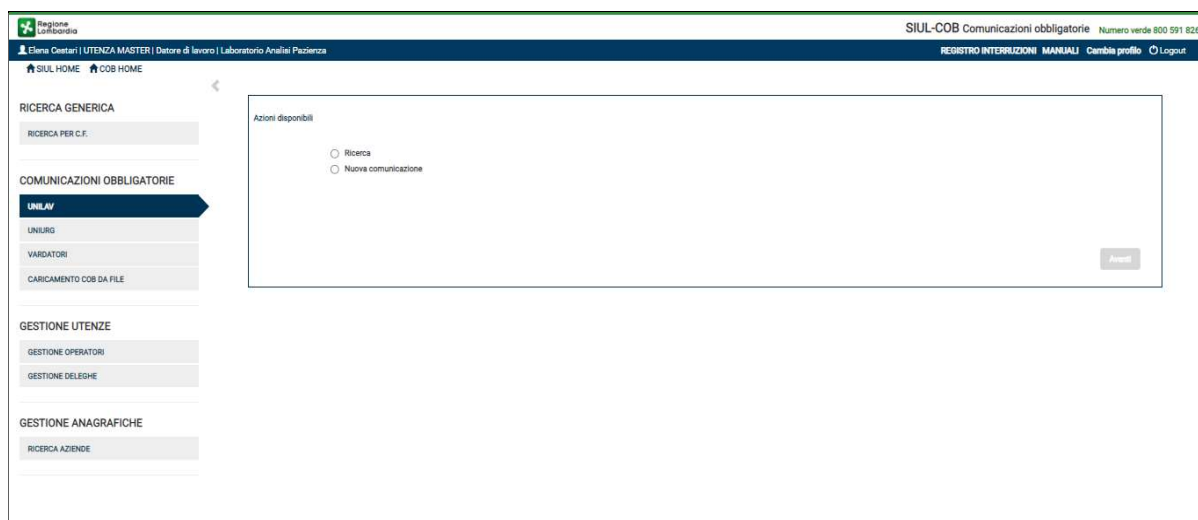 Regione
Lombardia
SIUL-COB Comunicazioni obbligatorie Numero verde 800 591 826
Elena Cestari | UTENZA MASTER | Datore di lavoro | Laboratorio Analisi Pazienza
REGISTRO INTERRUZIONI MANUALI Cambia profilo Logout
SIUL HOME COB HOME
RICERCA GENERICA
RICERCA PER C.F.
COMUNICAZIONI OBBLIGATORIE
UNILAV
UNIURG
VARDATORI
CARICAMENTO COB DA FILE
GESTIONE UTENZE
GESTIONE OPERATORI
GESTIONE DELEGHE
GESTIONE ANAGRAFICHE
RICERCA AZIENDE
Azioni disponibili
Ricerca
Nuova comunicazione
Avanti